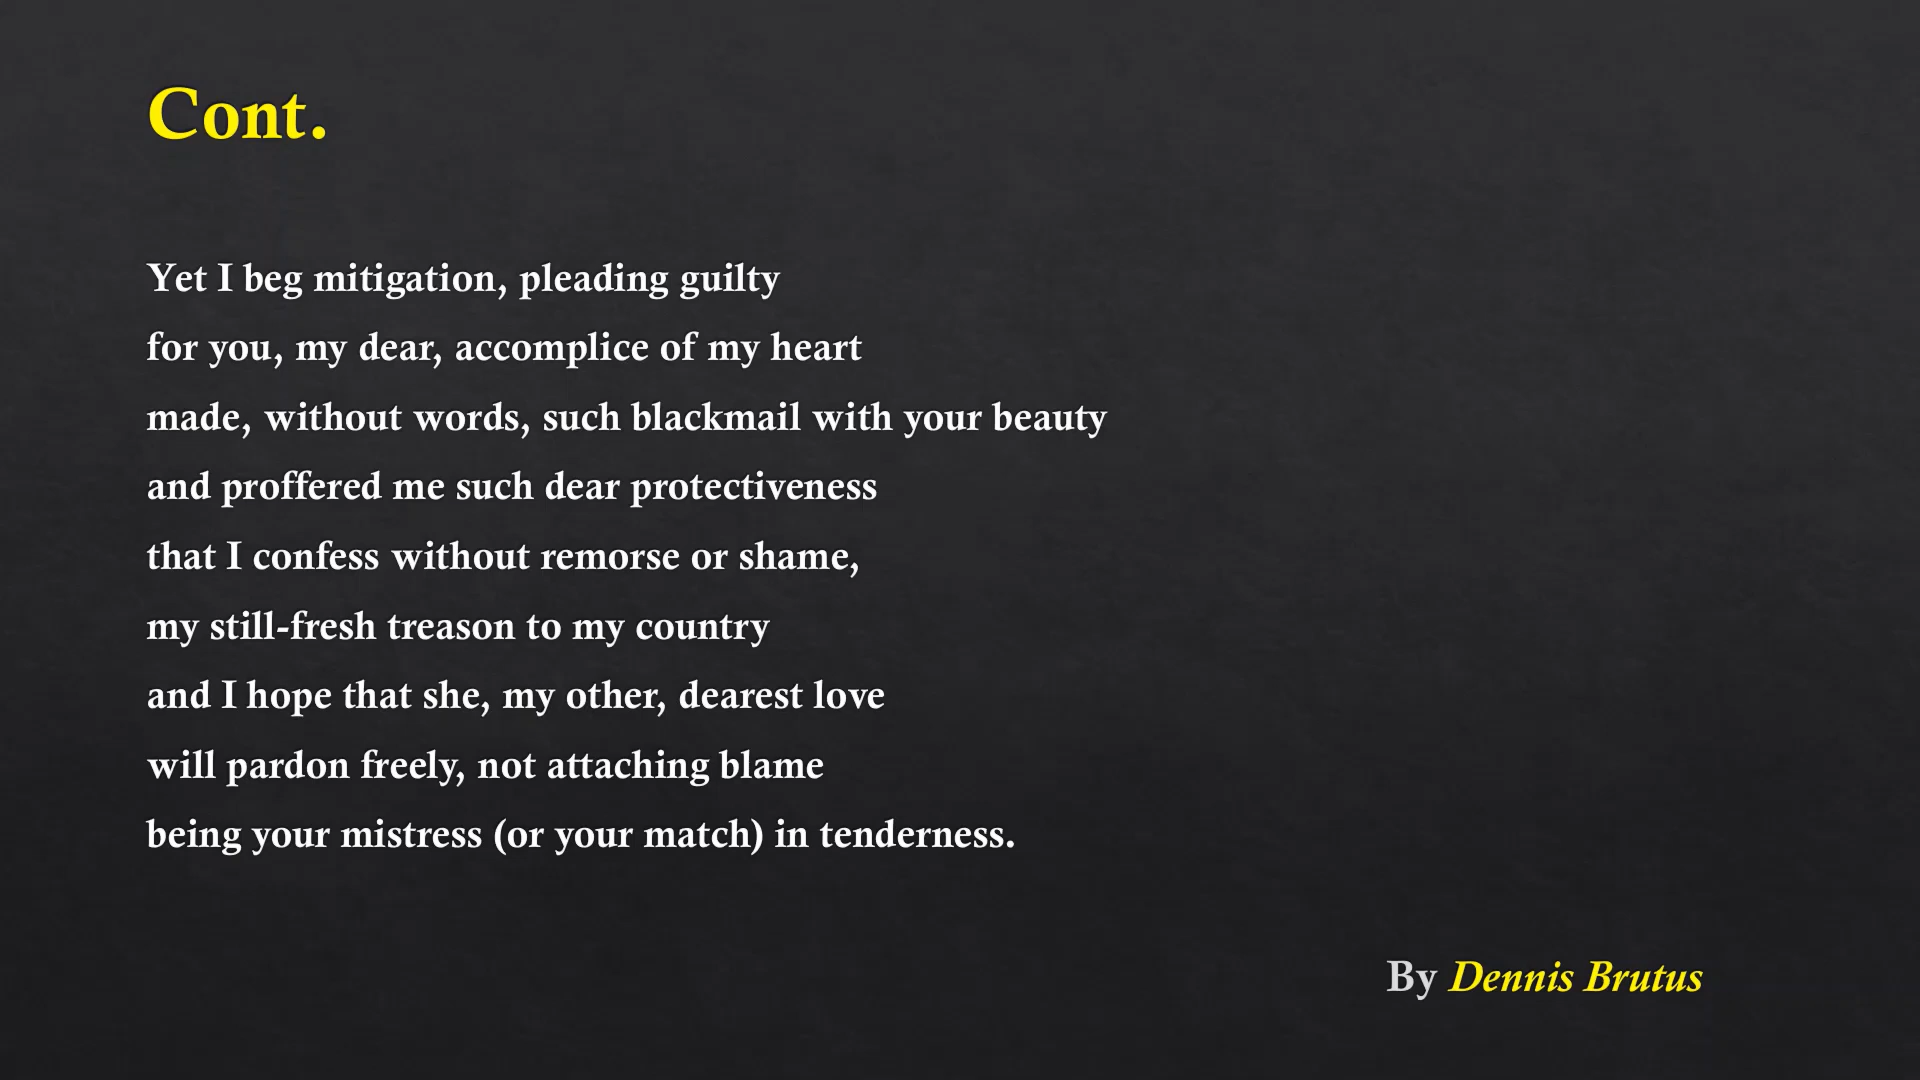 Cont.
Yet I beg mitigation, pleading guilty
for you, my dear, accomplice of my heart
made, without words, such blackmail with your beauty
and proffered me such dear protectiveness
that I confess without remorse or shame,
my still-fresh treason to my country
and I hope that she, my other, dearest love
will pardon freely, not attaching blame
being your mistress (or your match) in tenderness.
By Dennis Brutus